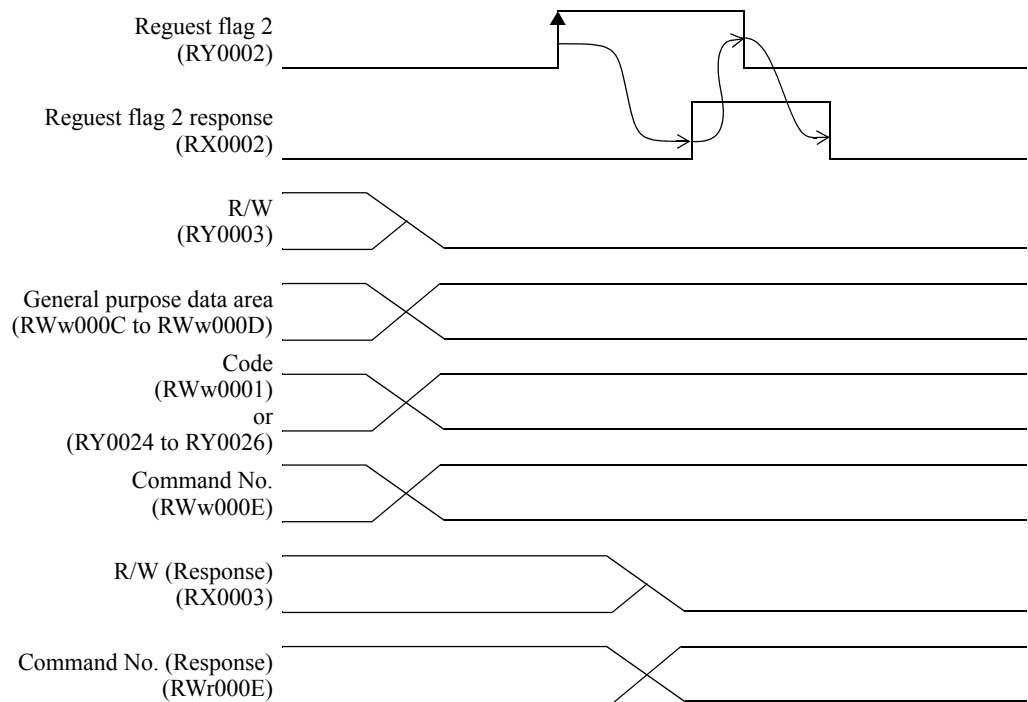 Reguest flag 2
(RY0002)
Reguest flag 2 response
(RX0002)
R/W
(RY0003)
General purpose data area
(RWw000C to RWw000D)
Code
(RWw0001)
or
(RY0024 to RY0026)
Command No.
(RWw000E)
R/W (Response)
(RX0003)
Command No. (Response)
(RWr000E)